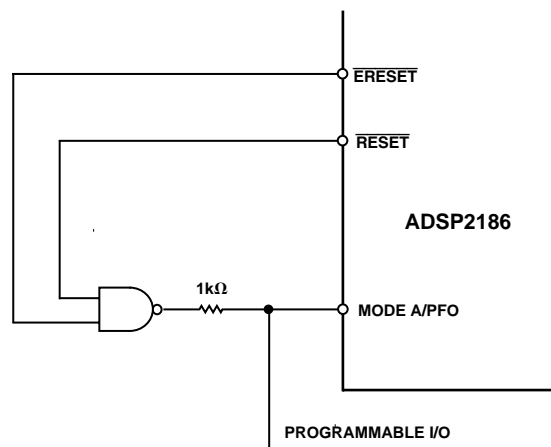 ERESET
RESET
ADSP2186
1kΩ
MODE A/PFO
PROGRAMMABLE I/O